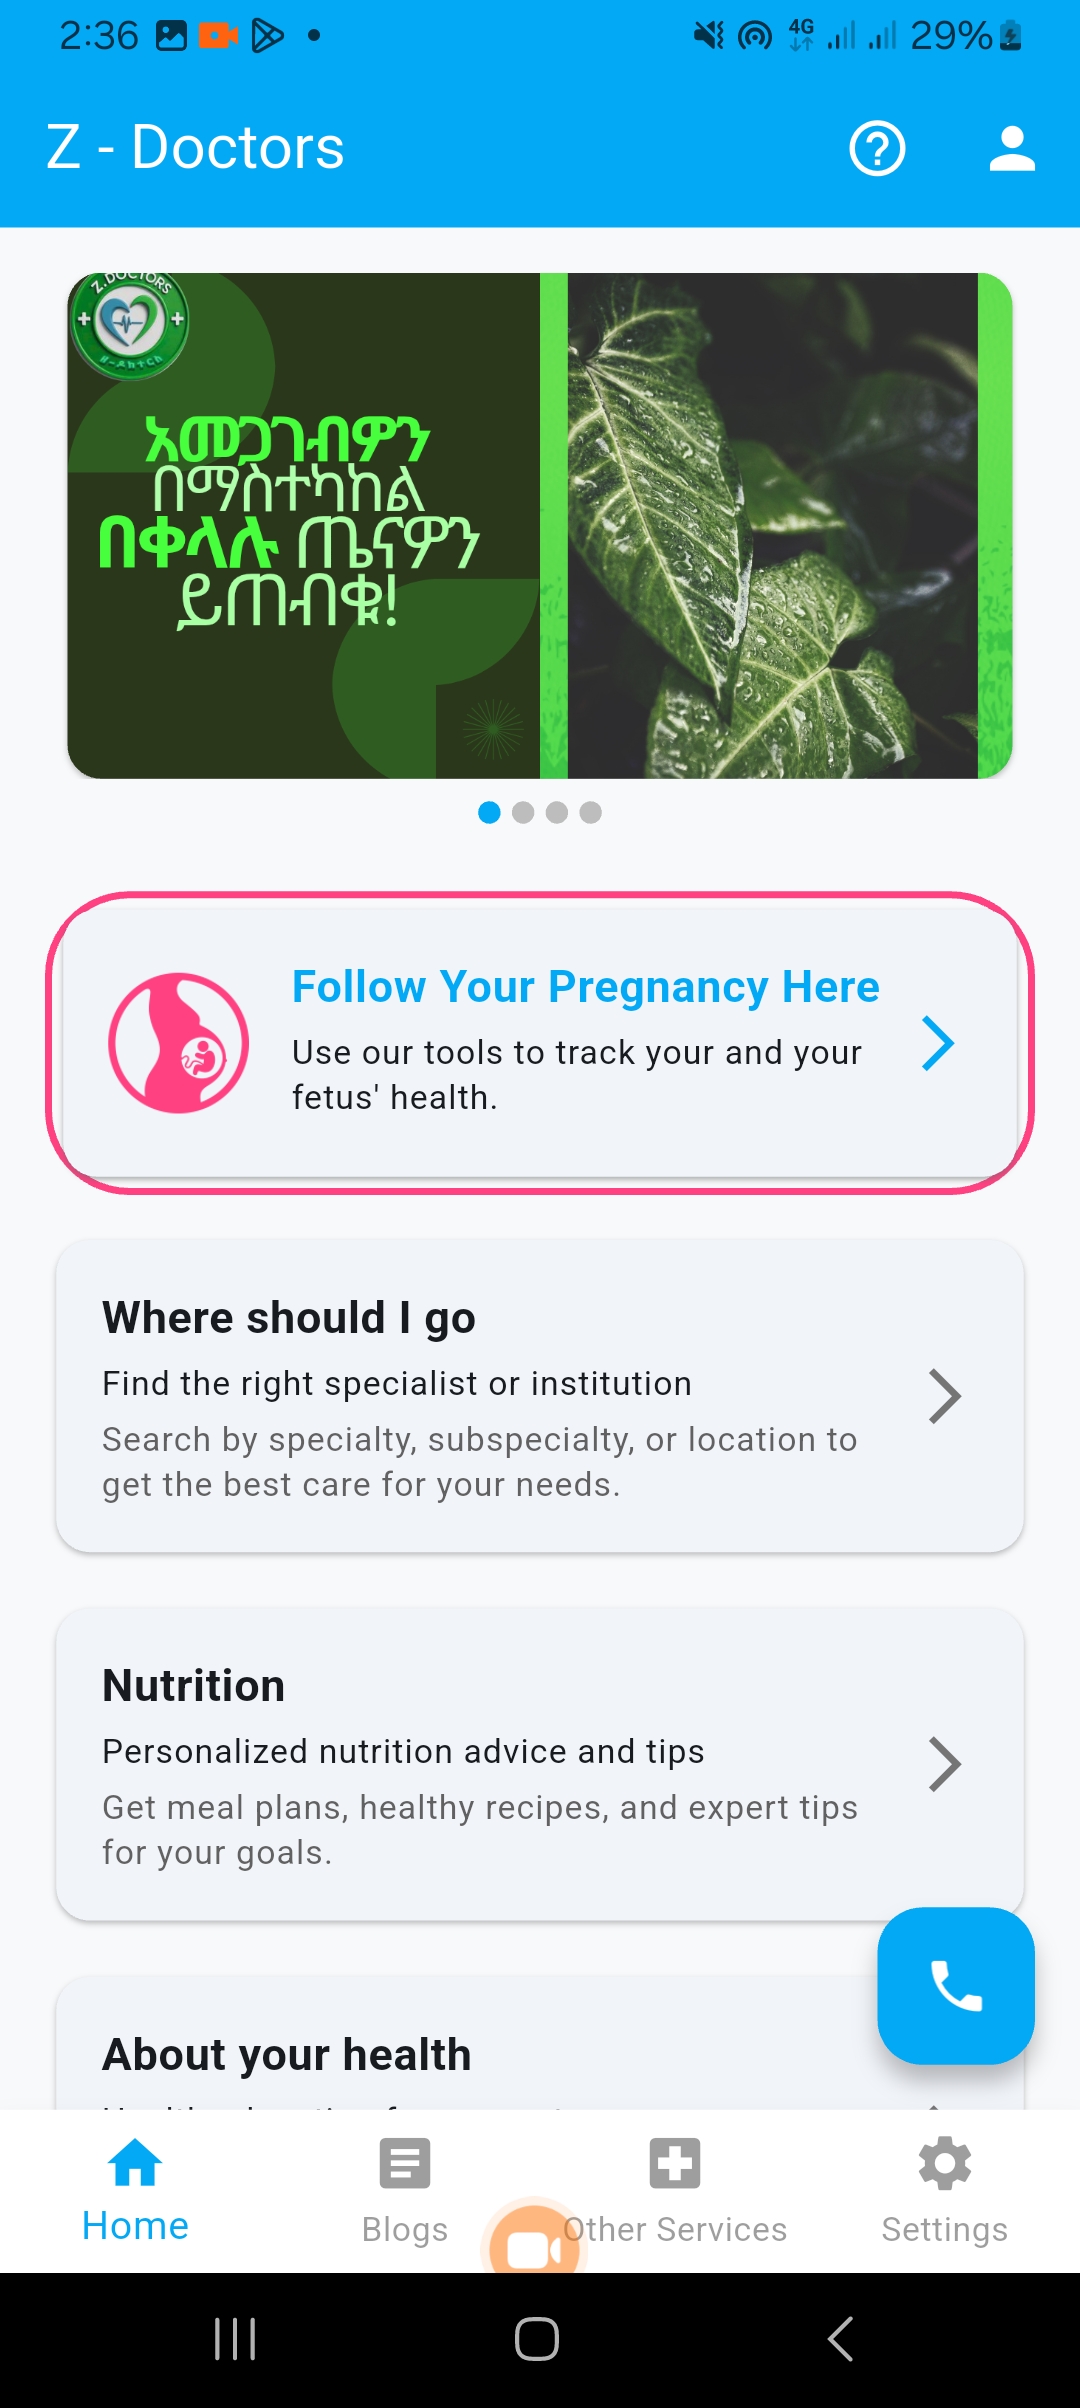 2:36
4G
29%
Z - Doctors
Z.DOCTORS
ዘ-ዶክተርስ
አመጋገብዎን
በማስተካከል
በቀላሉ ጤናዎን
ይጠብቁ!
Follow Your Pregnancy Here
Use our tools to track your and your
fetus' health.
Where should I go
Find the right specialist or institution
Search by specialty, subspecialty, or location to
get the best care for your needs.
Nutrition
Personalized nutrition advice and tips
Get meal plans, healthy recipes, and expert tips
for your goals.
About your health
Home
Blogs
Other Services
Settings